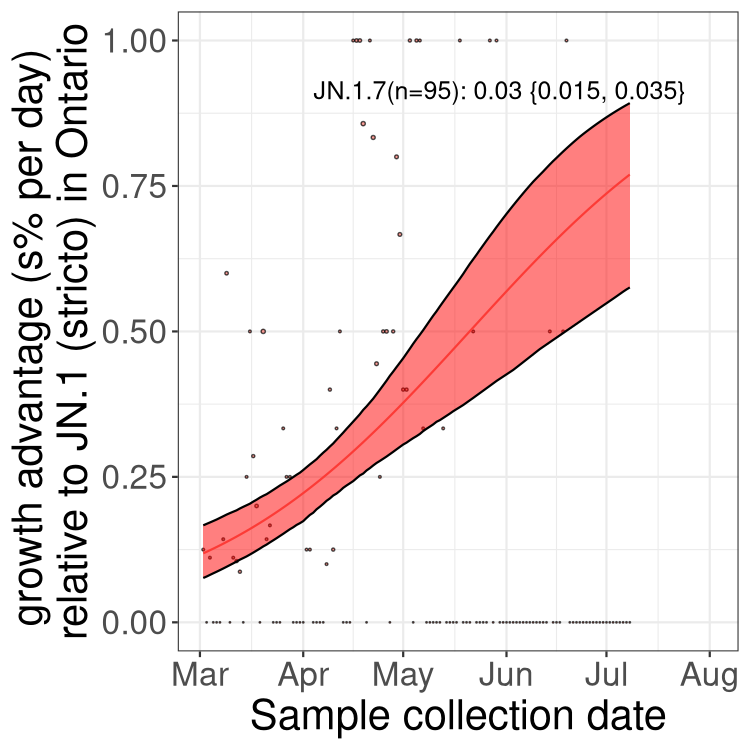 growth advantage (s% per day)
relative to JN.1 (stricto) in Ontario
1.00
0.75
0.50
0.25
0.00
JN.1.7(n=95): 0.03 {0.015, 0.035}
Mar Apr May Jun Jul Aug
Sample collection date